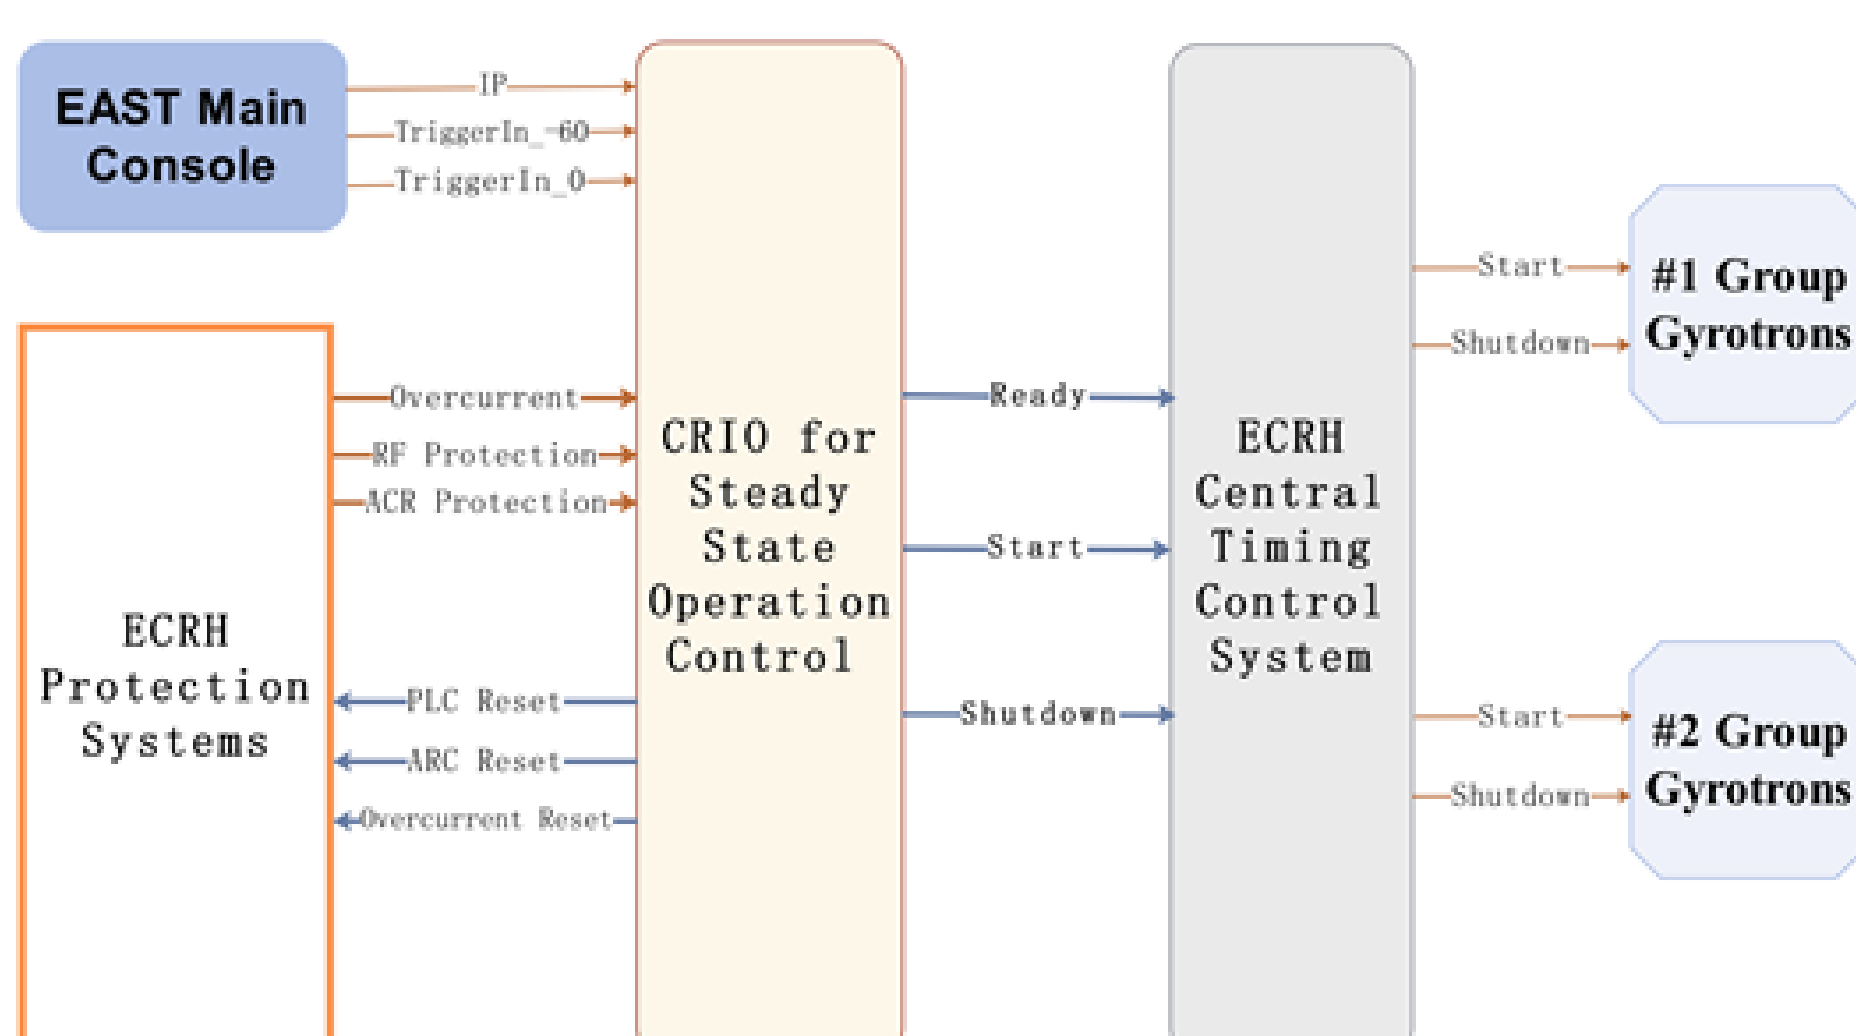 EAST Main
Console
IP
TriggerIn_-60
TriggerIn_0
ECRH
Protection
Systems
Overcurrent
RF Protection
ACR Protection
PLC Reset
ARC Reset
Overcurrent Reset
CRIO for
Steady
State
Operation
Control
Ready
Start
Shutdown
ECRH
Central
Timing
Control
System
Start
Shutdown
#1 Group
Gyrotrons
Start
Shutdown
#2 Group
Gyrotrons